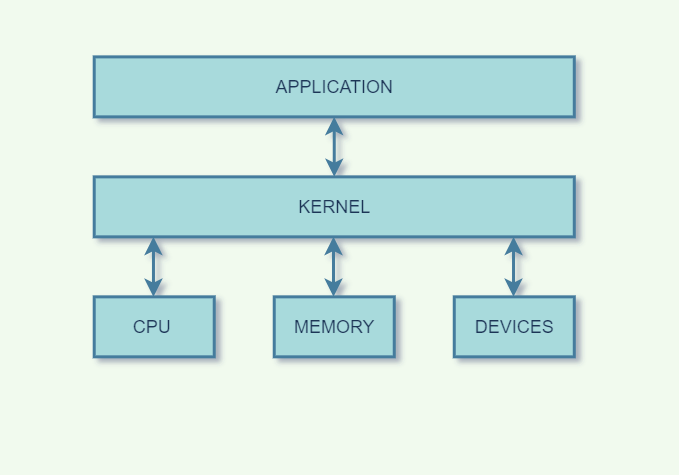 APPLICATION
KERNEL
CPU
MEMORY
DEVICES